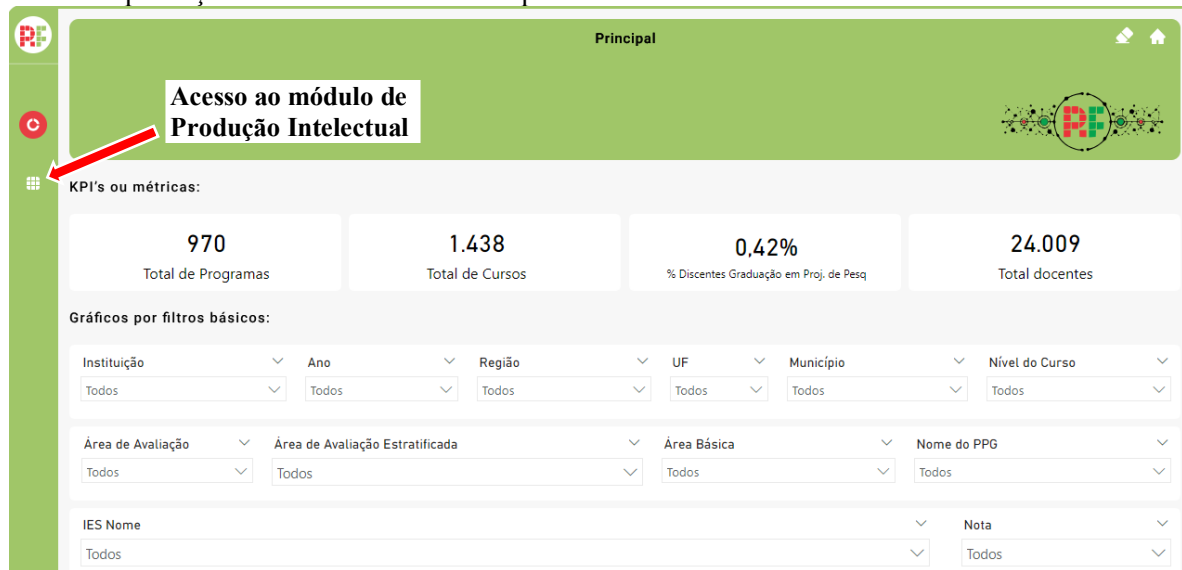 RF
Principal
Acesso ao módulo de
Produção Intelectual
RF
KPI's ou métricas:
970
Total de Programas
1.438
Total de Cursos
0,42%
% Discentes Graduação em Proj. de Pesq
24.009
Total docentes
Gráficos por filtros básicos:
Instituição Ano Região UF Município Nível do Curso
Todos Todos Todos Todos Todos Todos
Área de Avaliação Área de Avaliação Estratificada Área Básica Nome do PPG
Todos Todos Todos Todos
IES Nome Nota
Todos Todos